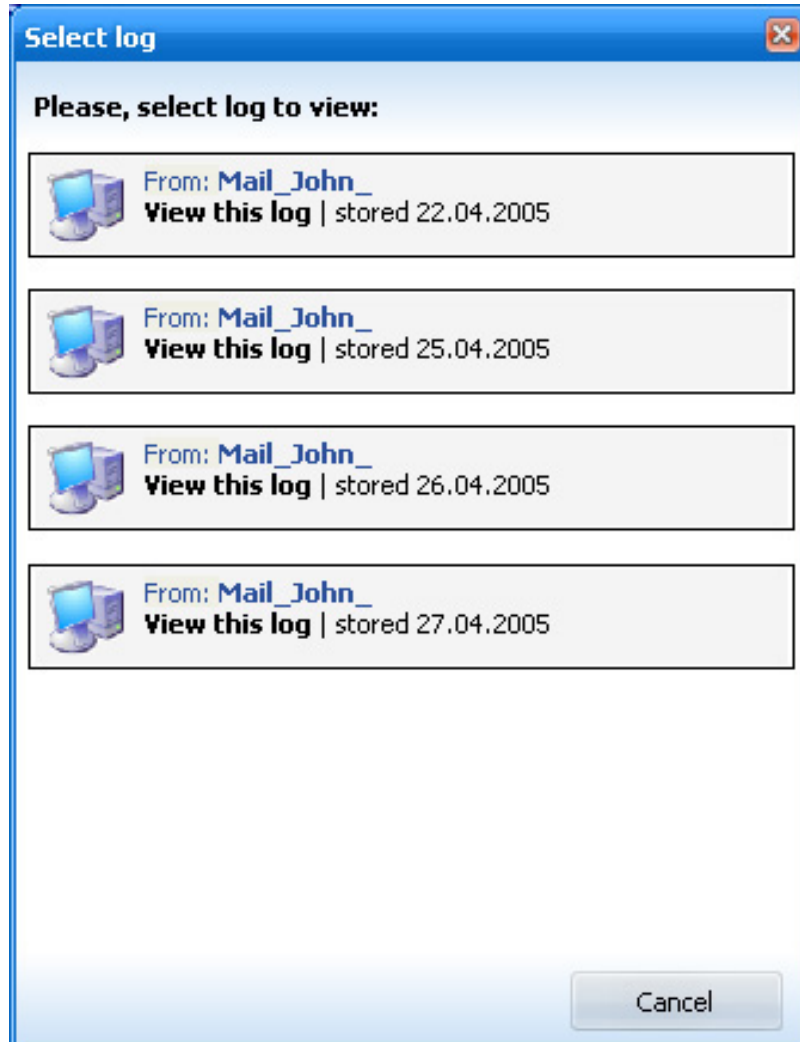 Select log
Please, select log to view:
From: Mail_John_
View this log | stored 22.04.2005
From: Mail_John_
View this log | stored 25.04.2005
From: Mail_John_
View this log | stored 26.04.2005
From: Mail_John_
View this log | stored 27.04.2005
Cancel